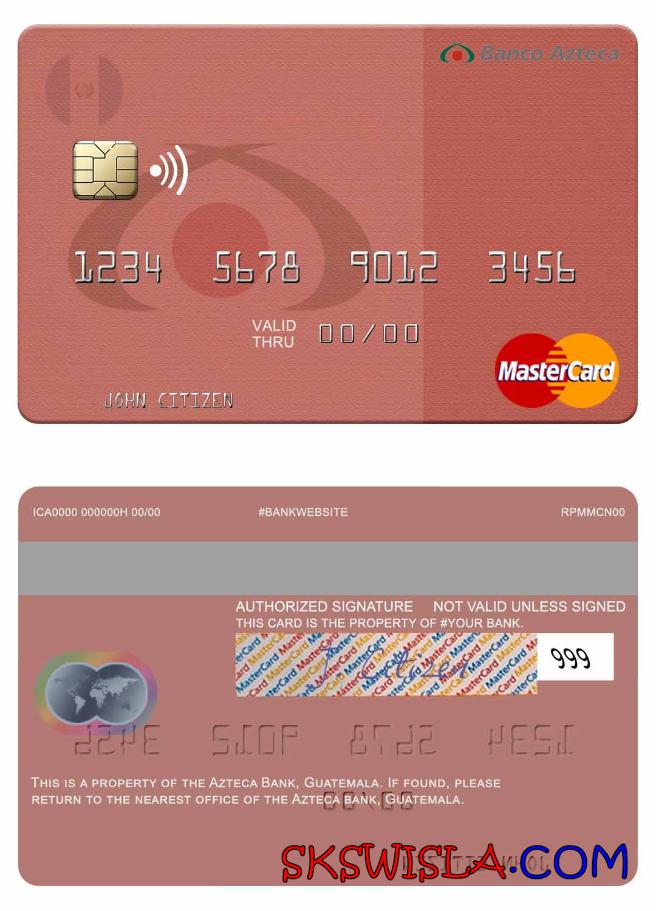 Banco Azteca
1234 5678 9012 3456
VALID
THRU 00/00
JOHN CITIZEN
MasterCard
ICA0000 000000H 00/00 #BANKWEBSITE RPMMCN00
AUTHORIZED SIGNATURE NOT VALID UNLESS SIGNED
THIS CARD IS THE PROPERTY OF #YOUR BANK.
J. Citizen 999
THIS IS A PROPERTY OF THE AZTECA BANK, GUATEMALA. IF FOUND, PLEASE
RETURN TO THE NEAREST OFFICE OF THE AZTECA BANK, GUATEMALA.
SKSWISLA.COM